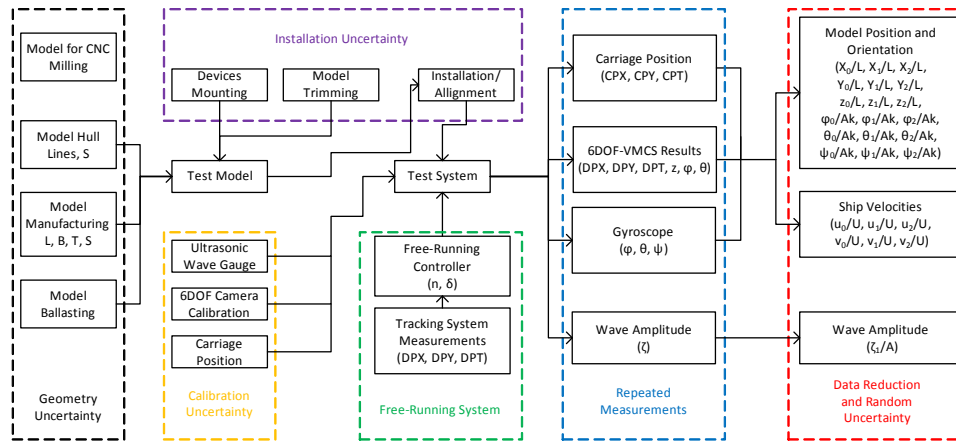 Model for CNC
Milling
Model Hull
Lines, S
Model
Manufacturing
L, B, T, S
Model
Ballasting
Geometry
Uncertainty
Installation Uncertainty
Devices
Mounting
Model
Trimming
Installation/
Allignment
Test Model
Test System
Ultrasonic
Wave Gauge
6DOF Camera
Calibration
Carriage
Position
Calibration
Uncertainty
Free-Running
Controller
(n, δ)
Tracking System
Measurements
(DPX, DPY, DPT)
Free-Running System
Carriage Position
(CPX, CPY, CPT)
6DOF-VMCS Results
(DPX, DPY, DPT, z, φ, θ)
Gyroscope
(φ, θ, ψ)
Wave Amplitude
(ζ)
Repeated
Measurements
Model Position and
Orientation
(X₀/L, X₁/L, X₂/L,
Y₀/L, Y₁/L, Y₂/L,
z₀/L, z₁/L, z₂/L,
φ₀/Ak, φ₁/Ak, φ₂/Ak,
θ₀/Ak, θ₁/Ak, θ₂/Ak,
ψ₀/Ak, ψ₁/Ak, ψ₂/Ak)
Ship Velocities
(u₀/U, u₁/U, u₂/U,
v₀/U, v₁/U, v₂/U)
Wave Amplitude
(ζ₁/A)
Data Reduction
and Random
Uncertainty